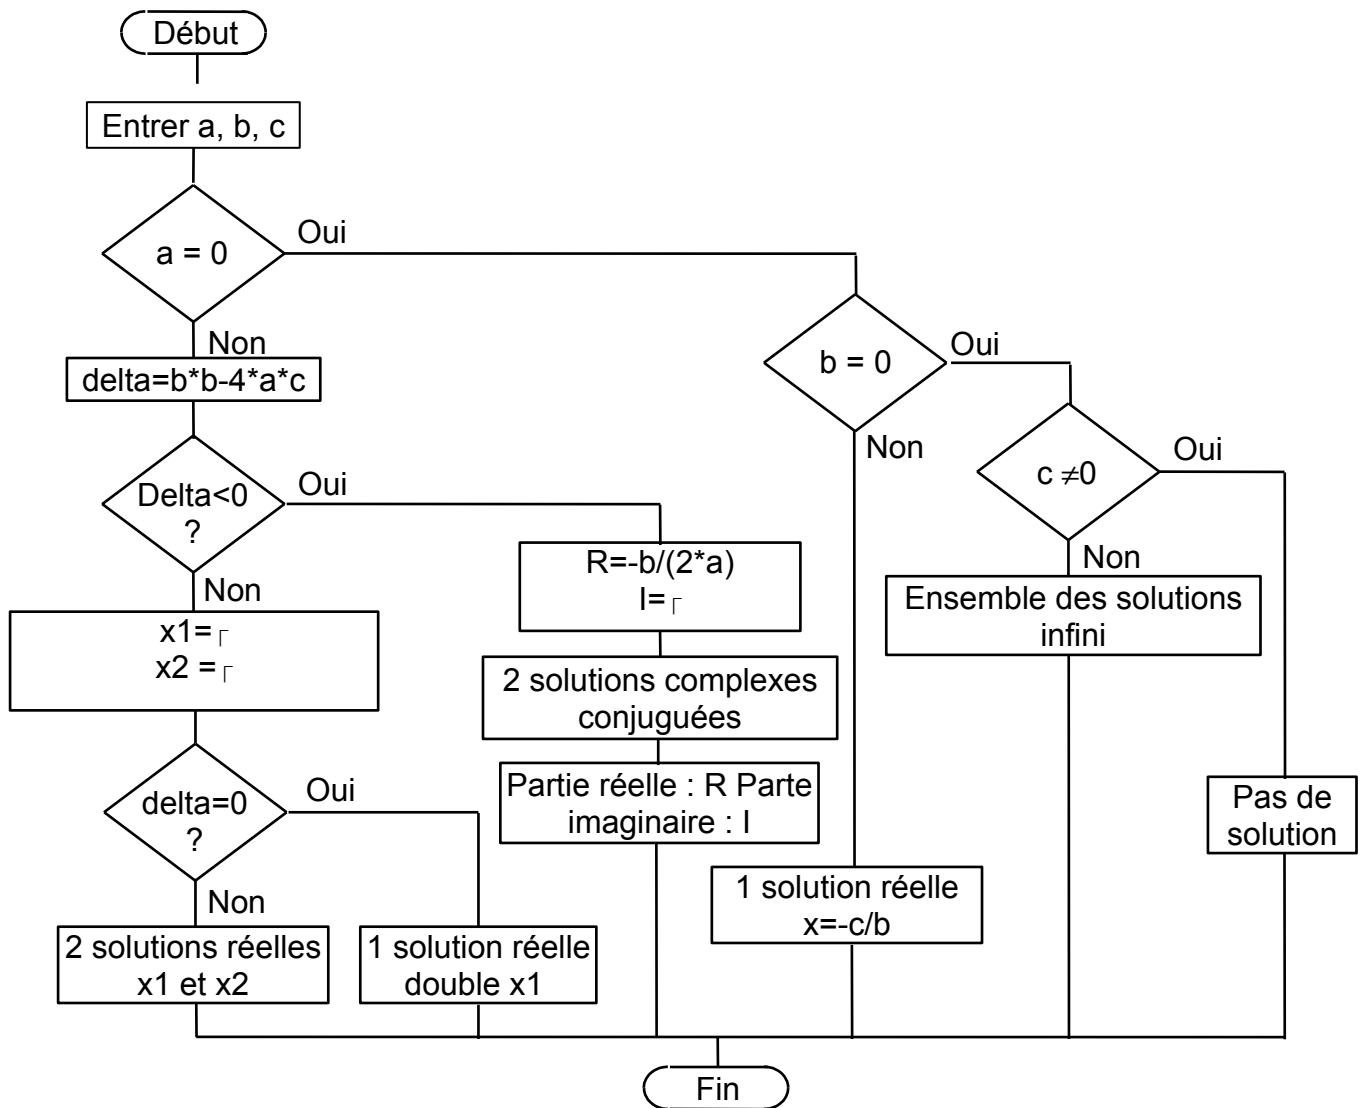 Début
Entrer a, b, c
a = 0
Oui
Non
delta=b*b-4*a*c
b = 0
Oui
Non
c ≠0
Oui
Non
Delta<0
?
Oui
Non
R=-b/(2*a)
I=┌
Ensemble des solutions
infini
x1=┌
x2 =┌
2 solutions complexes
conjuguées
Partie réelle : R Parte
imaginaire : I
delta=0
?
Oui
Non
Pas de
solution
1 solution réelle
x=-c/b
2 solutions réelles
x1 et x2
1 solution réelle
double x1
Fin